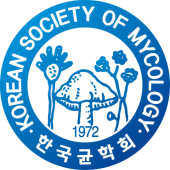 KOREAN SOCIETY OF MYCOLOGY
1972
한국균학회